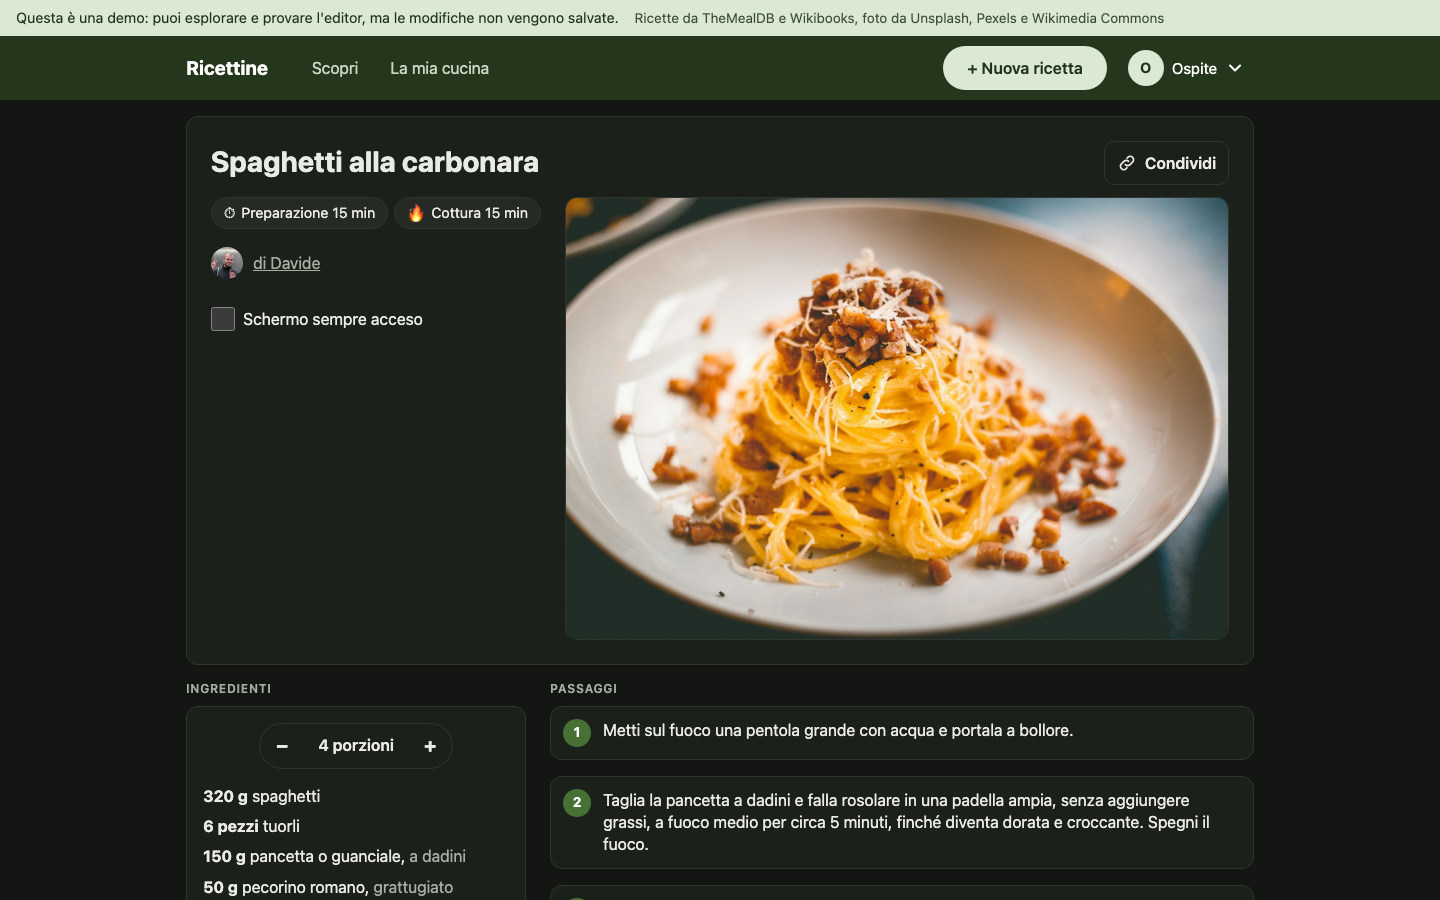 Questa è una demo: puoi esplorare e provare l'editor, ma le modifiche non vengono salvate. Ricette da TheMealDB e Wikibooks, foto da Unsplash, Pexels e Wikimedia Commons
Ricettine
Scopri
La mia cucina
+ Nuova ricetta
O
Ospite
Spaghetti alla carbonara
Condividi
Preparazione 15 min
Cottura 15 min
di Davide
Schermo sempre acceso
INGREDIENTI
− 4 porzioni +
320 g spaghetti
6 pezzi tuorli
150 g pancetta o guanciale, a dadini
50 g pecorino romano, grattugiato
PASSAGGI
1 Metti sul fuoco una pentola grande con acqua e portala a bollore.
2 Taglia la pancetta a dadini e falla rosolare in una padella ampia, senza aggiungere
grassi, a fuoco medio per circa 5 minuti, finché diventa dorata e croccante. Spegni il
fuoco.